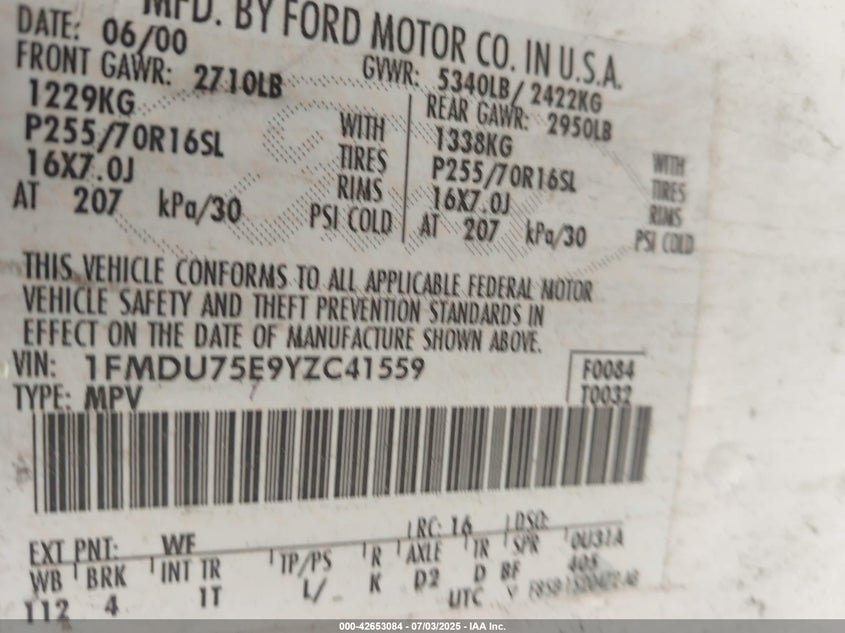 MFD. BY FORD MOTOR CO. IN U.S.A.
DATE: 06/00
GVWR: 5340LB/ 2422KG
FRONT GAWR: 2710LB
REAR GAWR: 2950LB
1229KG
1338KG
P255/70R16SL
WITH
TIRES
P255/70R16SL
WITH
TIRES
16X7.0J
RIMS
16X7.0J
RIMS
AT 207 kPa/30 PSI COLD
AT 207 kPa/30 PSI COLD
THIS VEHICLE CONFORMS TO ALL APPLICABLE FEDERAL MOTOR
VEHICLE SAFETY AND THEFT PREVENTION STANDARDS IN
EFFECT ON THE DATE OF MANUFACTURE SHOWN ABOVE.
VIN: 1FMDU75E9YZC41559
F0084
TYPE: MPV
T0032
RC: 16 DSO:
EXT PNT: WF
0U31A
WB BRK INT TR TP/PS R AXLE TR SPR
405
112 4 1T L/ K D2 D BF
UTC
000-42653084 - 07/03/2025 - IAA Inc.